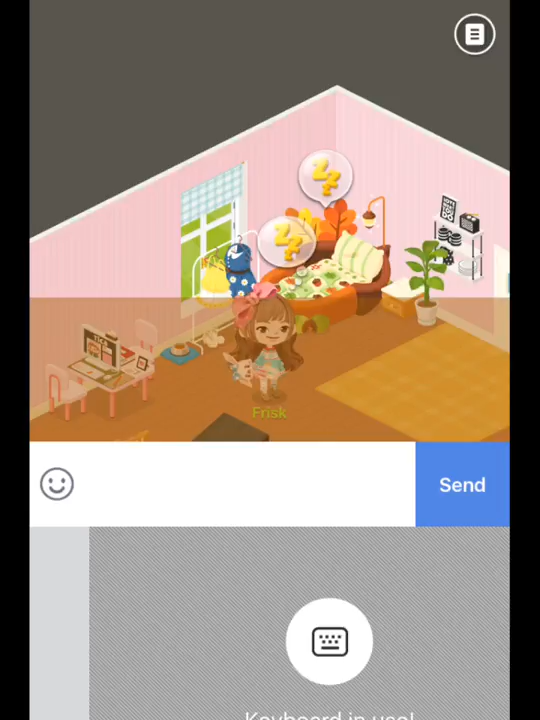 Z Z Z
Z Z Z
Frisk
Send
Keyboard in use!